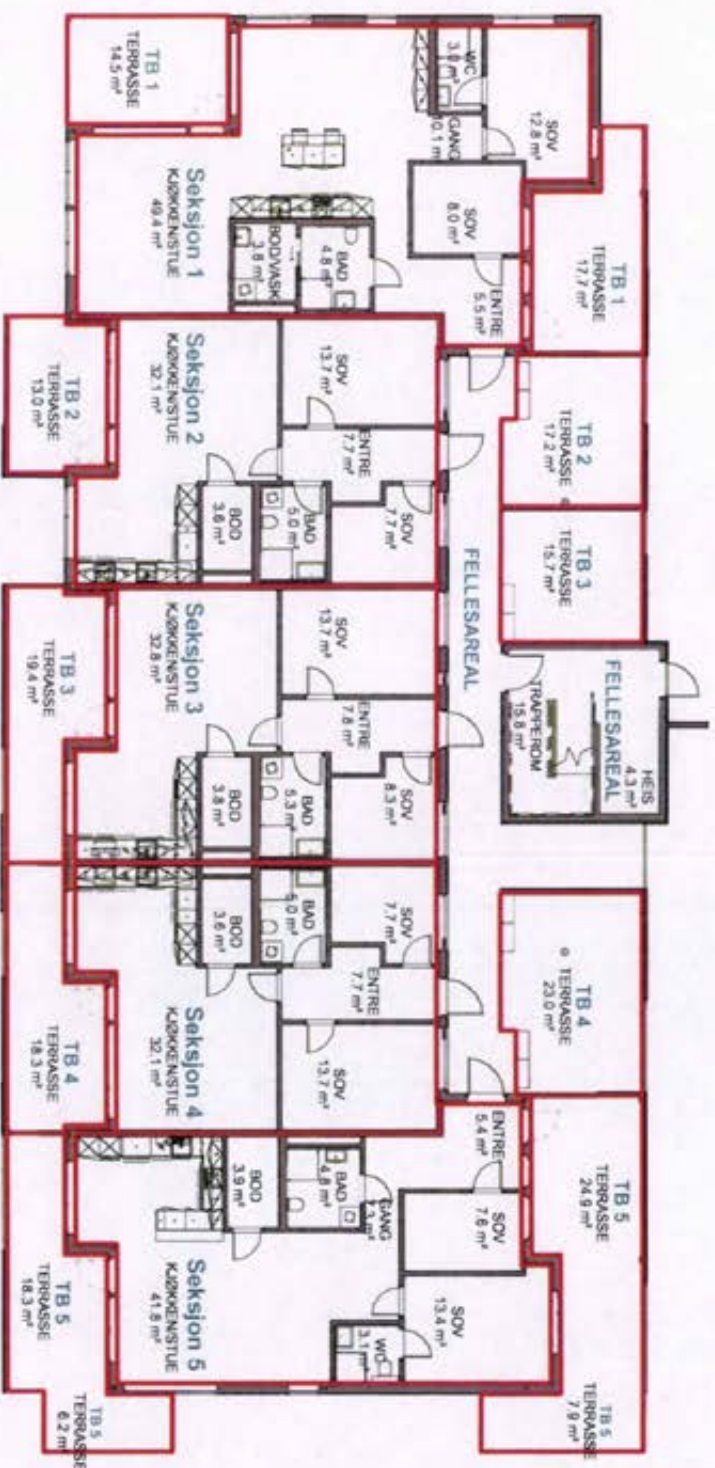 TB 1
TERRASSE
14.5 m²
WC
3.0 m²
SOV
12.8 m²
GANG
10.1 m²
SOV
8.0 m²
TB 1
TERRASSE
17.7 m²
Seksjon 1
KJØKKEN/STUE
49.4 m²
BOD/VASK
3.8 m²
BAD
4.8 m²
ENTRE
5.5 m²
TB 2
TERRASSE
13.0 m²
Seksjon 2
KJØKKEN/STUE
32.1 m²
SOV
13.7 m²
ENTRE
7.7 m²
BOD
3.6 m²
BAD
5.0 m²
SOV
7.7 m²
TB 2
TERRASSE
17.2 m²
FELLESAREAL
TB 3
TERRASSE
15.7 m²
TB 3
TERRASSE
19.4 m²
Seksjon 3
KJØKKEN/STUE
32.8 m²
SOV
13.7 m²
ENTRE
7.8 m²
BOD
3.8 m²
BAD
5.3 m²
SOV
8.3 m²
TRAPPEROM
15.8 m²
FELLESAREAL
HEIS
4.3 m²
TB 4
TERRASSE
18.3 m²
BOD
3.6 m²
BAD
5.0 m²
SOV
7.7 m²
ENTRE
7.7 m²
Seksjon 4
KJØKKEN/STUE
32.1 m²
SOV
13.7 m²
TB 4
TERRASSE
23.0 m²
BOD
3.9 m²
BAD
4.8 m²
GANG
ENTRE
5.4 m²
SOV
7.6 m²
TB 5
TERRASSE
24.9 m²
TB 5
TERRASSE
18.3 m²
Seksjon 5
KJØKKEN/STUE
41.8 m²
WC
3.1 m²
SOV
13.4 m²
TB 5
TERRASSE
6.2 m²
TB 5
TERRASSE
7.9 m²